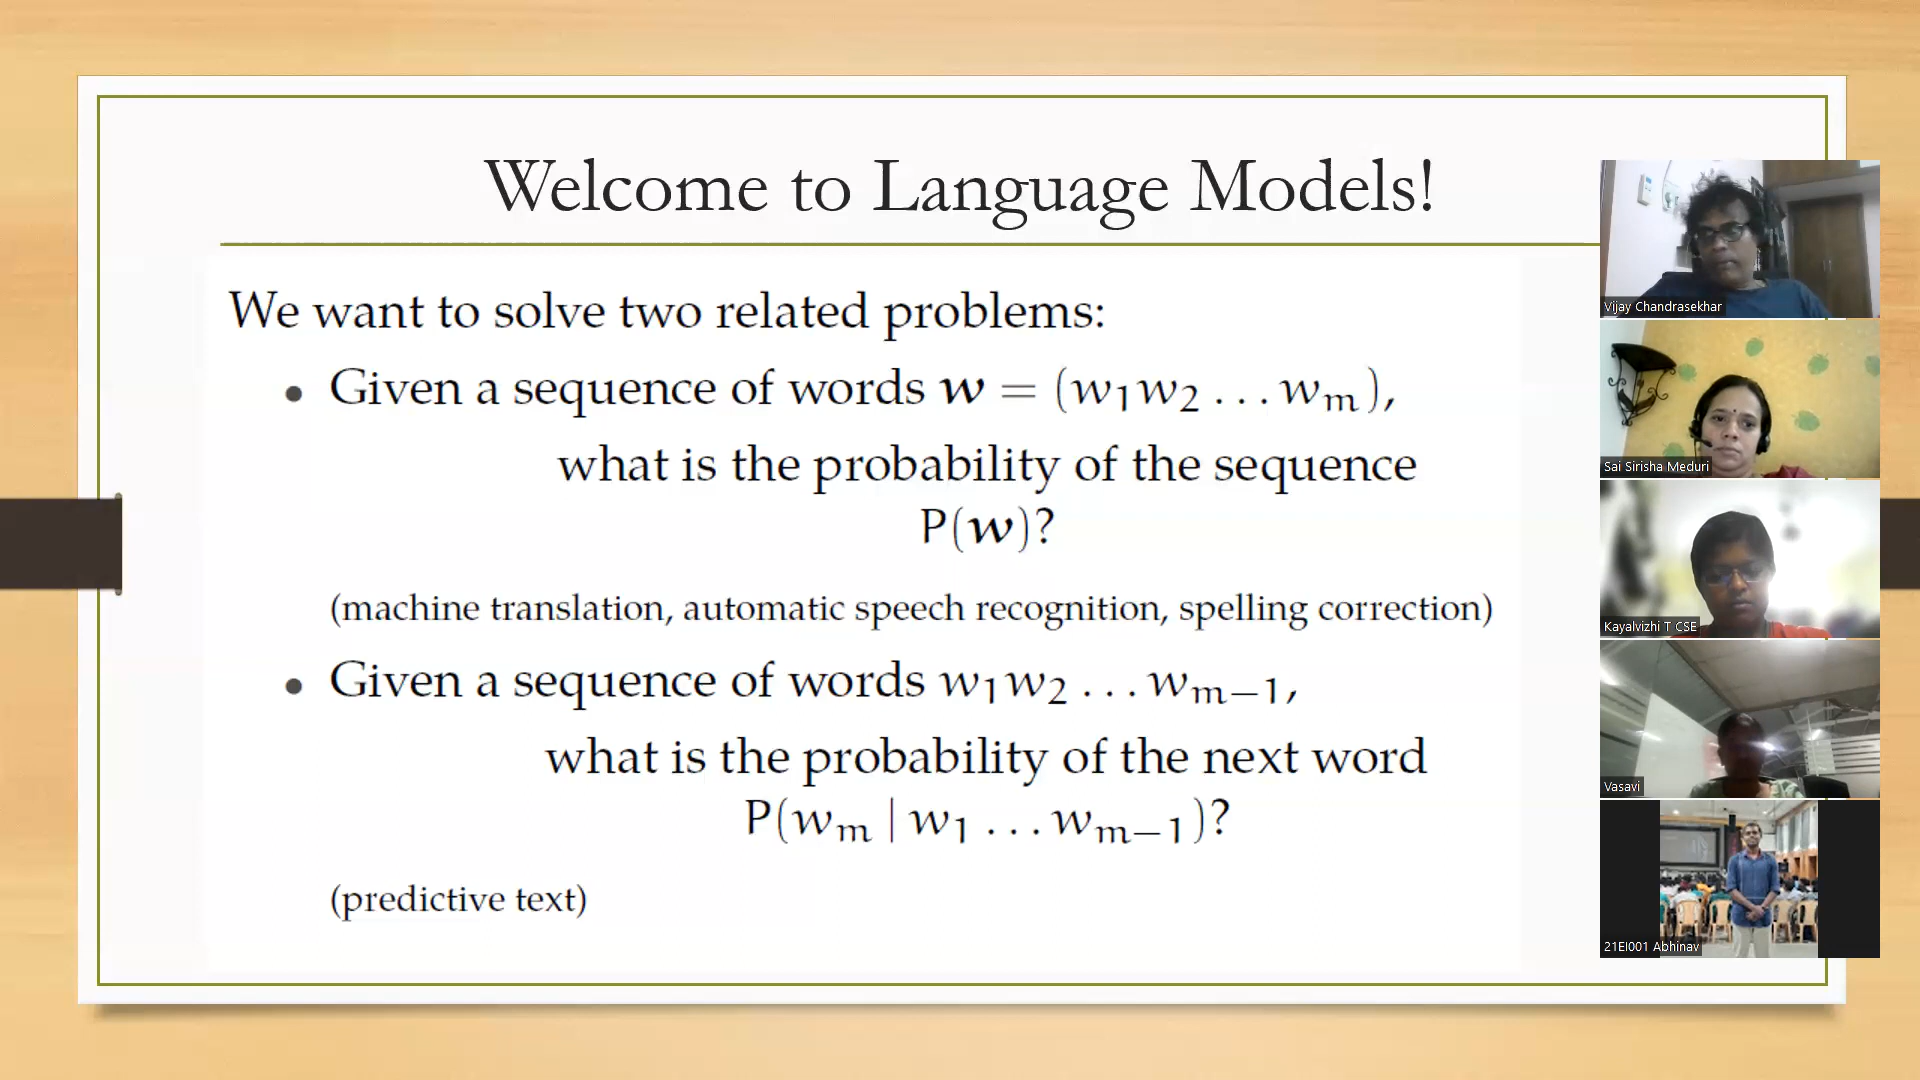 Welcome to Language Models!
We want to solve two related problems:
• Given a sequence of words w = (w₁w₂ . . . wₘ),
what is the probability of the sequence
P(w)?
(machine translation, automatic speech recognition, spelling correction)
• Given a sequence of words w₁w₂ . . . wₘ₋₁,
what is the probability of the next word
P(wₘ | w₁ . . . wₘ₋₁)?
(predictive text)
Vijay Chandrasekhar
Sai Sirisha Meduri
Kayalvizhi T CSE
Vasavi
21EI001 Abhinav